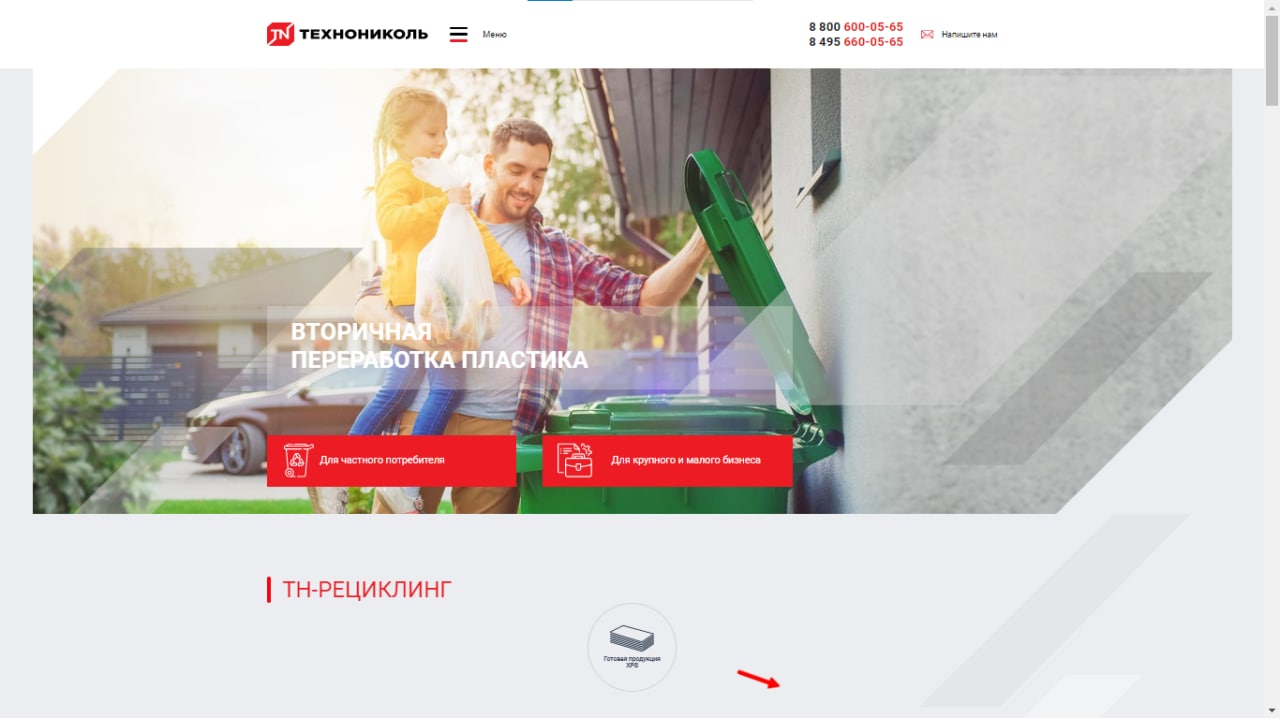 ТЕХНОНИКОЛЬ
Меню
8 800 600-05-65
8 495 660-05-65
Напишите нам
ВТОРИЧНАЯ
ПЕРЕРАБОТКА ПЛАСТИКА
Для частного потребителя
Для крупного и малого бизнеса
ТН-РЕЦИКЛИНГ
Готовая продукция
XPS